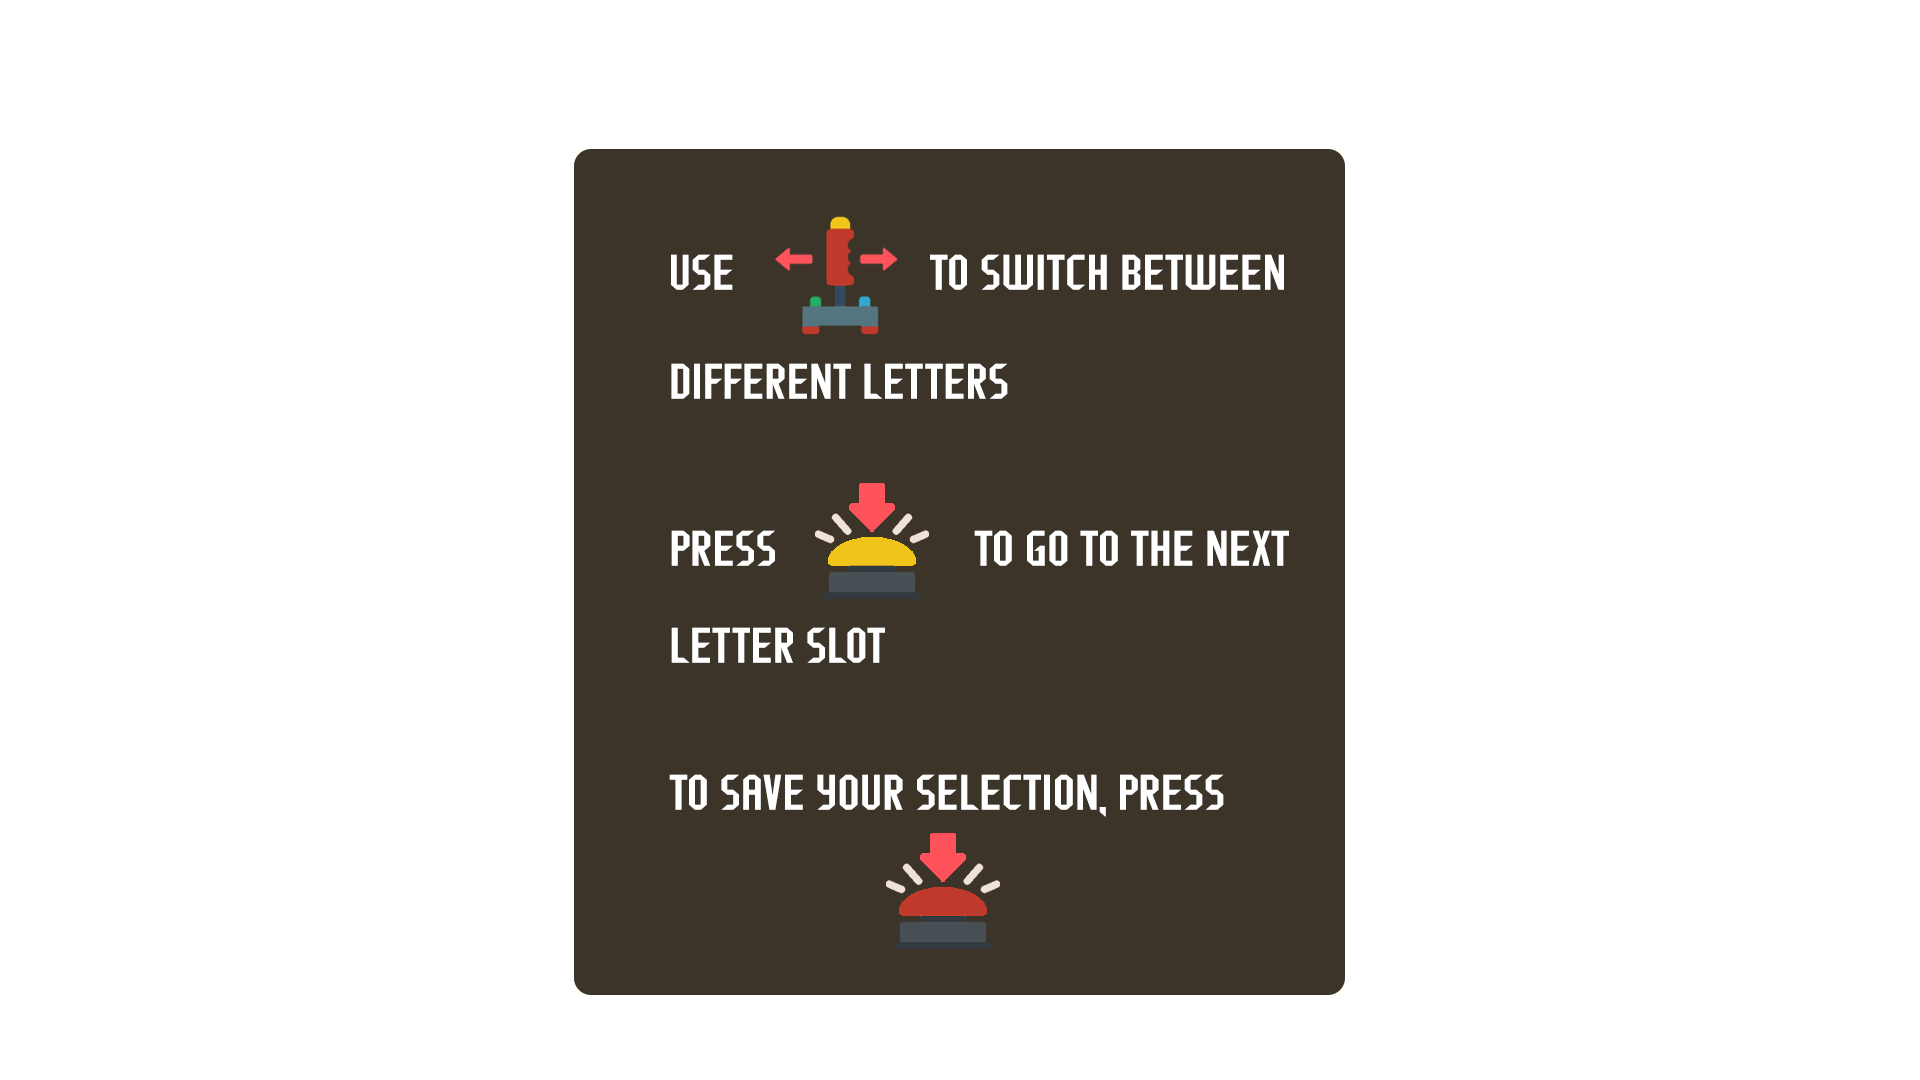 USE TO SWITCH BETWEEN
DIFFERENT LETTERS
PRESS TO GO TO THE NEXT
LETTER SLOT
TO SAVE YOUR SELECTION, PRESS